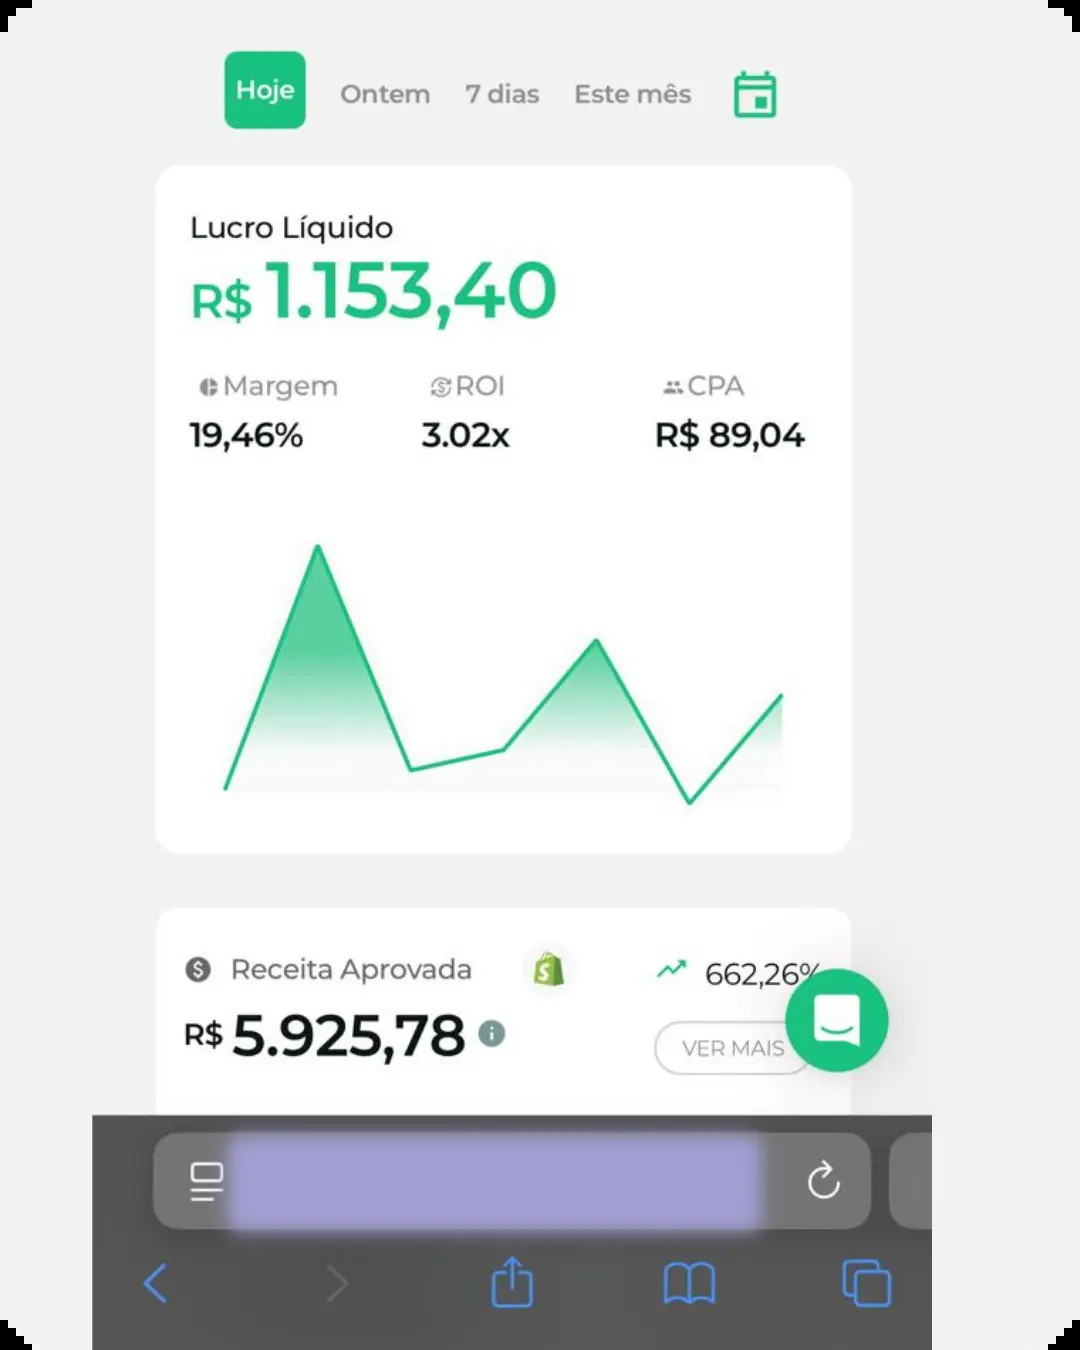 Hoje Ontem 7 dias Este mês
Lucro Líquido
R$ 1.153,40
Margem ROI CPA
19,46% 3.02x R$ 89,04
Receita Aprovada 662,26%
R$ 5.925,78
VER MAIS